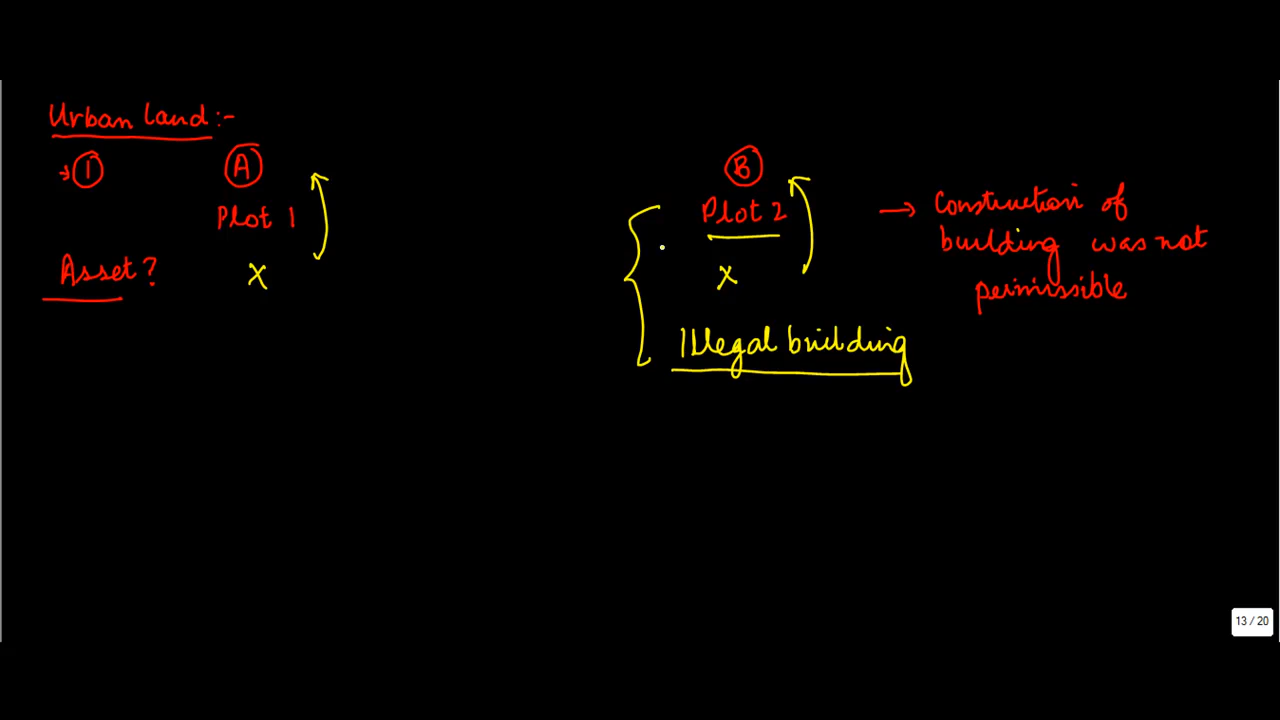 Urban land :-
→ 1 A B
Plot 1 Plot 2 → Construction of
building was not
Asset? X X permissible
Illegal building
13 / 20